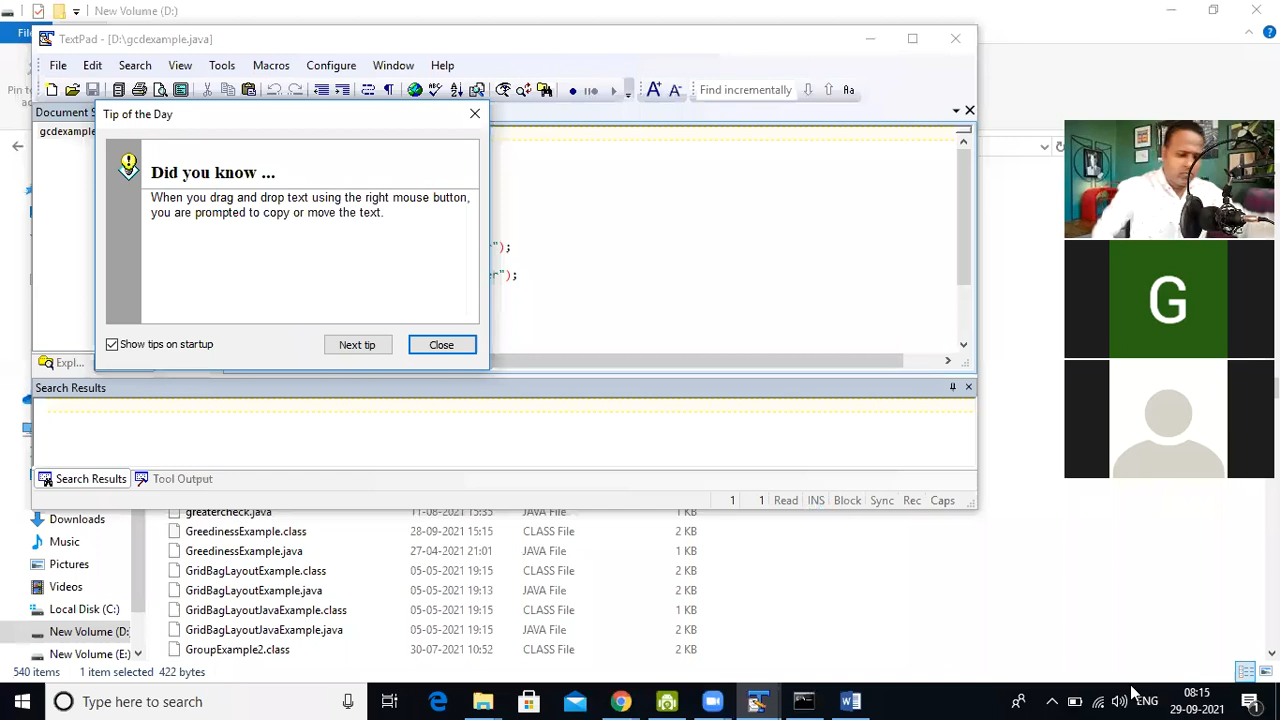 New Volume (D:)
Fil
TextPad - [D:\gcdexample.java]
File Edit Search View Tools Macros Configure Window Help
Pin t
Find incrementally
Aa
Document S
Tip of the Day
gcdexample
Did you know ...
When you drag and drop text using the right mouse button,
you are prompted to copy or move the text.
");
er");
Show tips on startup
Next tip
Close
Expl...
G
Search Results
Search Results
Tool Output
1 1 Read INS Block Sync Rec Caps
Downloads
Music
Pictures
Videos
Local Disk (C:)
New Volume (D:
New Volume (E:)
Greatercheck.java 11-08-2021 15:35 JAVA File 1 KB
GreedinessExample.class 28-09-2021 15:15 CLASS File 2 KB
GreedinessExample.java 27-04-2021 21:01 JAVA File 1 KB
GridBagLayoutExample.class 05-05-2021 19:15 CLASS File 2 KB
GridBagLayoutExample.java 05-05-2021 19:13 JAVA File 2 KB
GridBagLayoutJavaExample.class 05-05-2021 19:15 CLASS File 1 KB
GridBagLayoutJavaExample.java 05-05-2021 19:15 JAVA File 2 KB
GroupExample2.class 30-07-2021 10:52 CLASS File 2 KB
540 items 1 item selected 422 bytes
Type here to search
ENG
08:15
29-09-2021
1